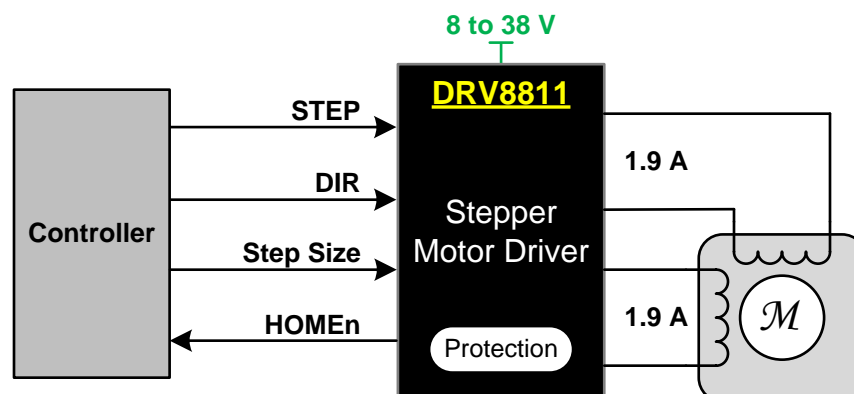 8 to 38 V
DRV8811
STEP
DIR
Step Size
HOMEn
Controller
Stepper
Motor Driver
Protection
1.9 A
1.9 A
M